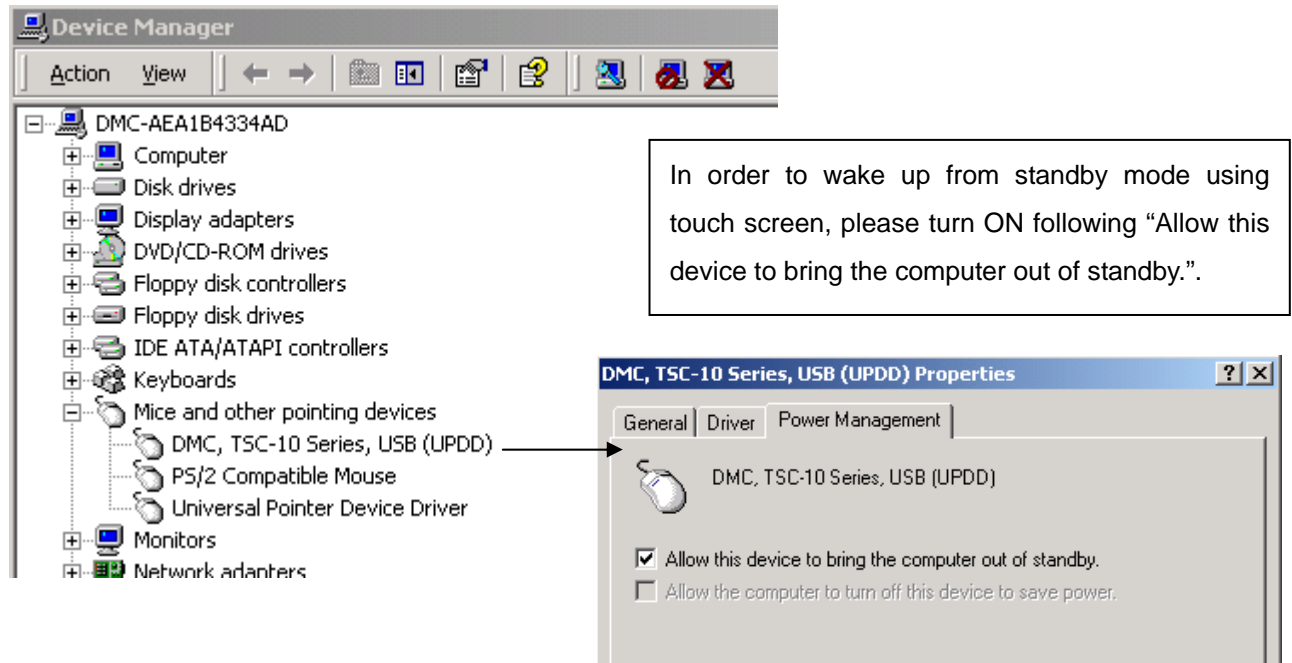 Device Manager
Action View
DMC-AEA1B4334AD
Computer
Disk drives
Display adapters
DVD/CD-ROM drives
Floppy disk controllers
Floppy disk drives
IDE ATA/ATAPI controllers
Keyboards
Mice and other pointing devices
DMC, TSC-10 Series, USB (UPDD)
PS/2 Compatible Mouse
Universal Pointer Device Driver
Monitors
Network adapters
In order to wake up from standby mode using
touch screen, please turn ON following “Allow this
device to bring the computer out of standby.”.
DMC, TSC-10 Series, USB (UPDD) Properties
General Driver Power Management
DMC, TSC-10 Series, USB (UPDD)
Allow this device to bring the computer out of standby.
Allow the computer to turn off this device to save power.